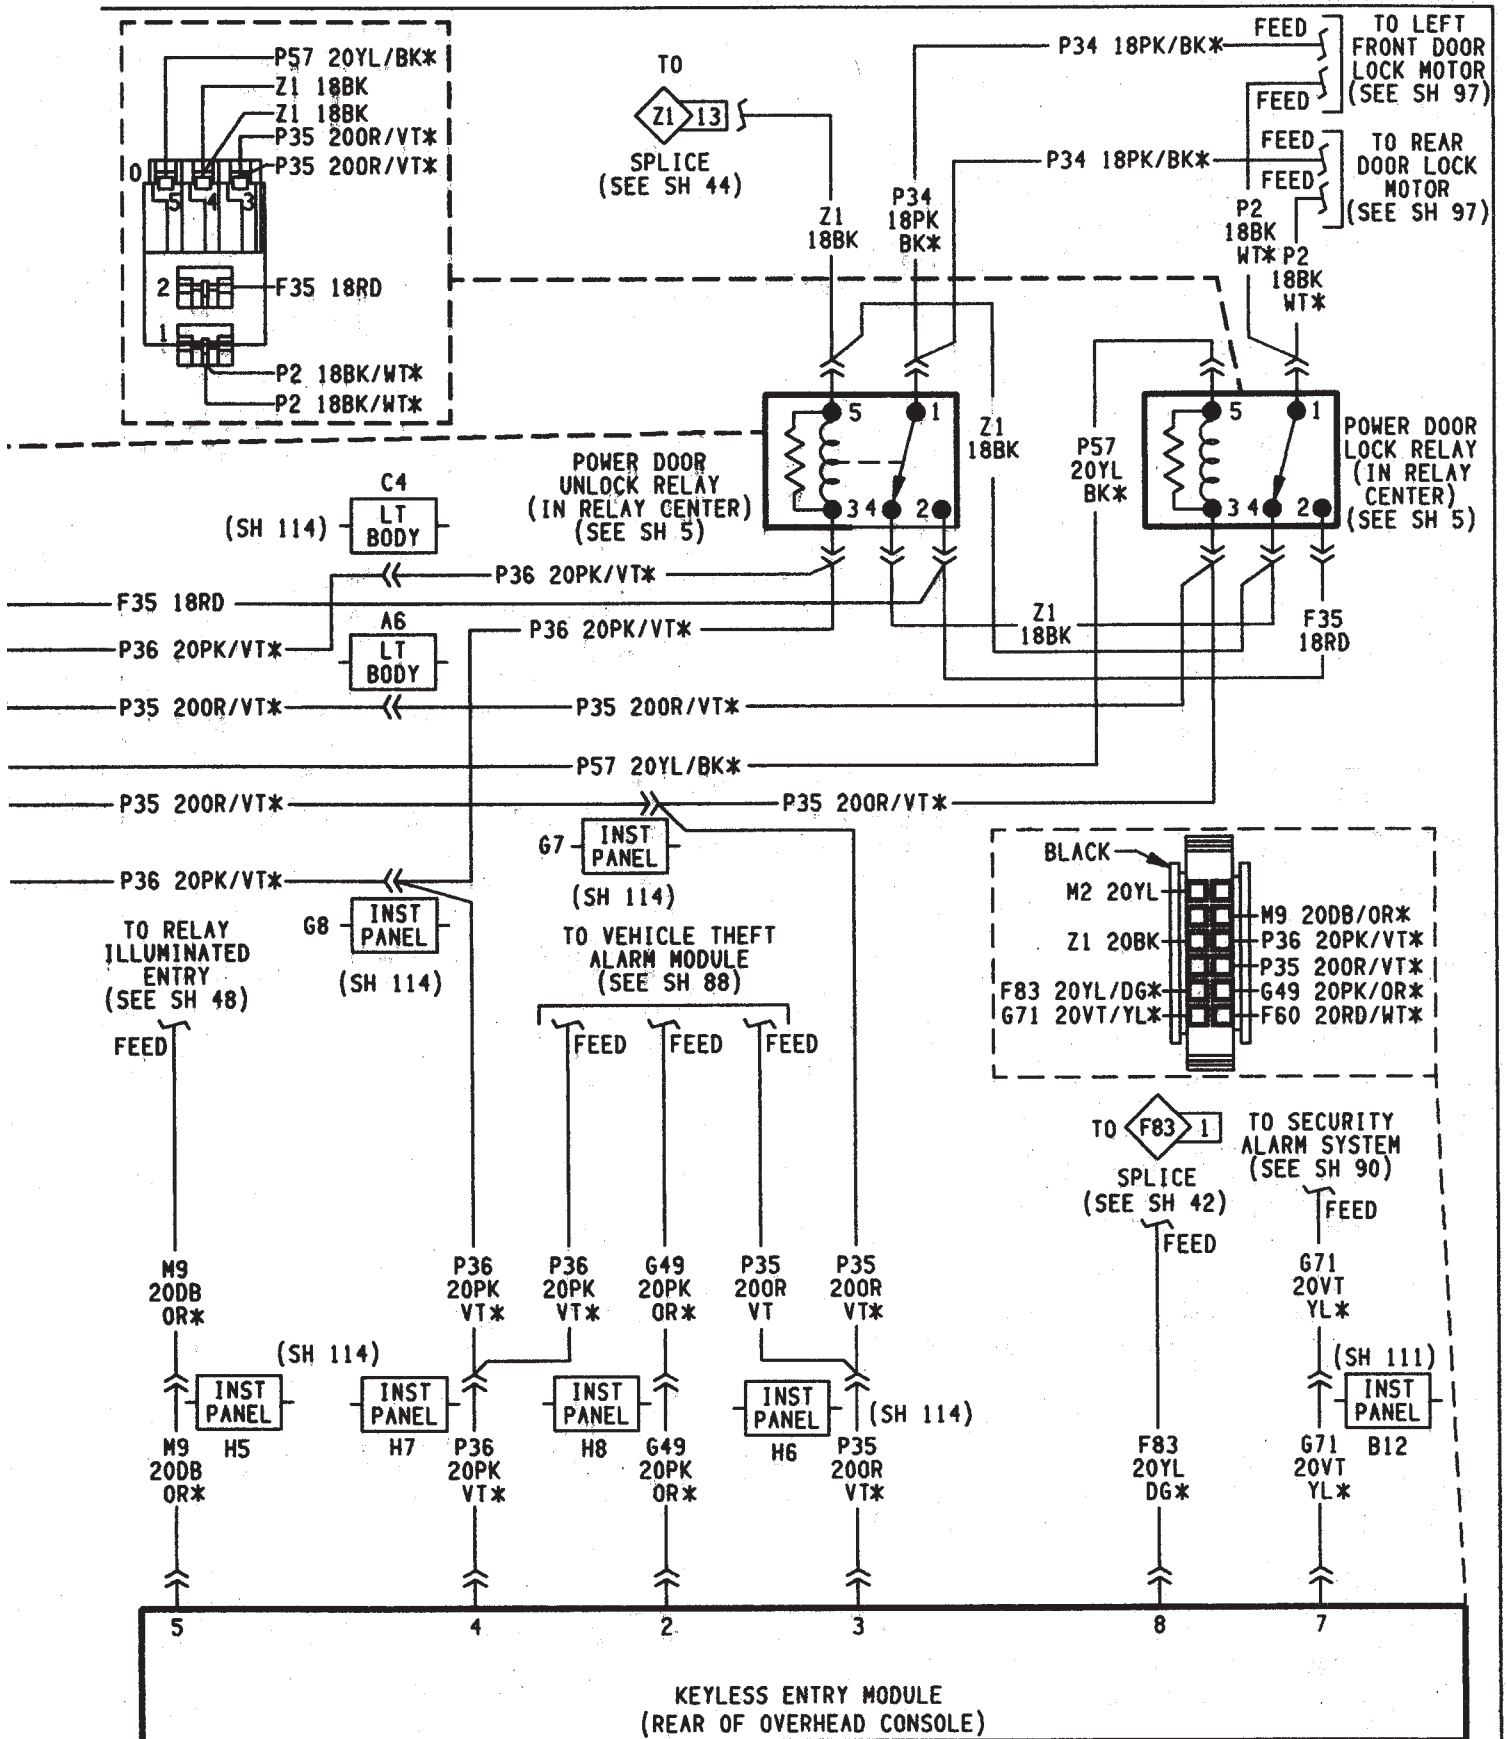 P57 20YL/BK*
Z1 18BK
Z1 18BK
P35 20OR/VT*
P35 20OR/VT*
0
5
4
3
2
F35 18RD
1
P2 18BK/WT*
P2 18BK/WT*
TO
Z1 13
SPLICE
(SEE SH 44)
P34 18PK/BK*
FEED
FEED
TO LEFT
FRONT DOOR
LOCK MOTOR
(SEE SH 97)
P34 18PK/BK*
FEED
FEED
TO REAR
DOOR LOCK
MOTOR
(SEE SH 97)
Z1
18BK
P34
18PK
BK*
P2
18BK
WT*
P2
18BK
WT*
5 1
3 4 2
POWER DOOR
UNLOCK RELAY
(IN RELAY CENTER)
(SEE SH 5)
Z1
18BK
P57
20YL
BK*
5 1
3 4 2
POWER DOOR
LOCK RELAY
(IN RELAY
CENTER)
(SEE SH 5)
C4
(SH 114)
LT
BODY
P36 20PK/VT*
F35 18RD
A6
LT
BODY
P36 20PK/VT*
P36 20PK/VT*
Z1
18BK
F35
18RD
P35 20OR/VT*
P35 20OR/VT*
P57 20YL/BK*
P35 20OR/VT*
P35 20OR/VT*
G7
INST
PANEL
(SH 114)
P36 20PK/VT*
G8
INST
PANEL
(SH 114)
BLACK
M2 20YL
M9 20DB/OR*
Z1 20BK
P36 20PK/VT*
P35 20OR/VT*
F83 20YL/DG*
G49 20PK/OR*
G71 20VT/YL*
F60 20RD/WT*
TO RELAY
ILLUMINATED
ENTRY
(SEE SH 48)
FEED
TO VEHICLE THEFT
ALARM MODULE
(SEE SH 88)
FEED
FEED
FEED
TO
F83 1
SPLICE
(SEE SH 42)
FEED
TO SECURITY
ALARM SYSTEM
(SEE SH 90)
FEED
M9
20DB
OR*
P36
20PK
VT*
P36
20PK
VT*
G49
20PK
OR*
P35
20OR
VT
P35
20OR
VT*
G71
20VT
YL*
(SH 114)
INST
PANEL
H5
INST
PANEL
H7
INST
PANEL
H8
INST
PANEL
H6
(SH 114)
(SH 111)
INST
PANEL
B12
M9
20DB
OR*
P36
20PK
VT*
G49
20PK
OR*
P35
20OR
VT*
F83
20YL
DG*
G71
20VT
YL*
5
4
2
3
8
7
KEYLESS ENTRY MODULE
(REAR OF OVERHEAD CONSOLE)